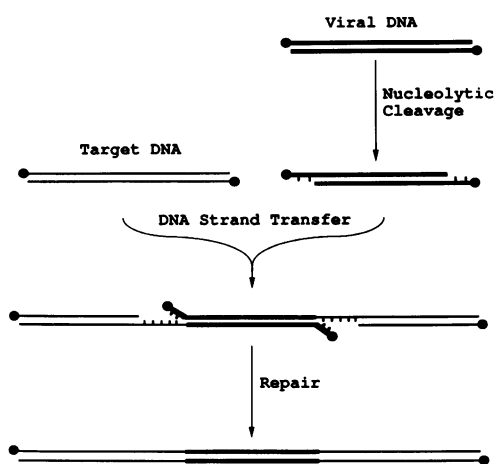 Viral DNA
Nucleolytic
Cleavage
Target DNA
DNA Strand Transfer
Repair